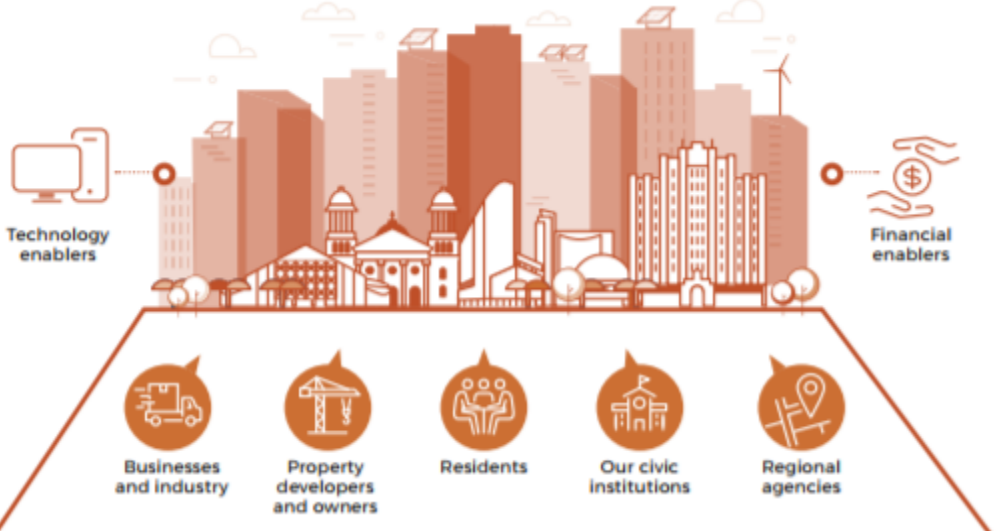 Technology
enablers
$
Financial
enablers
Businesses
and industry
Property
developers
and owners
Residents
Our civic
institutions
Regional
agencies